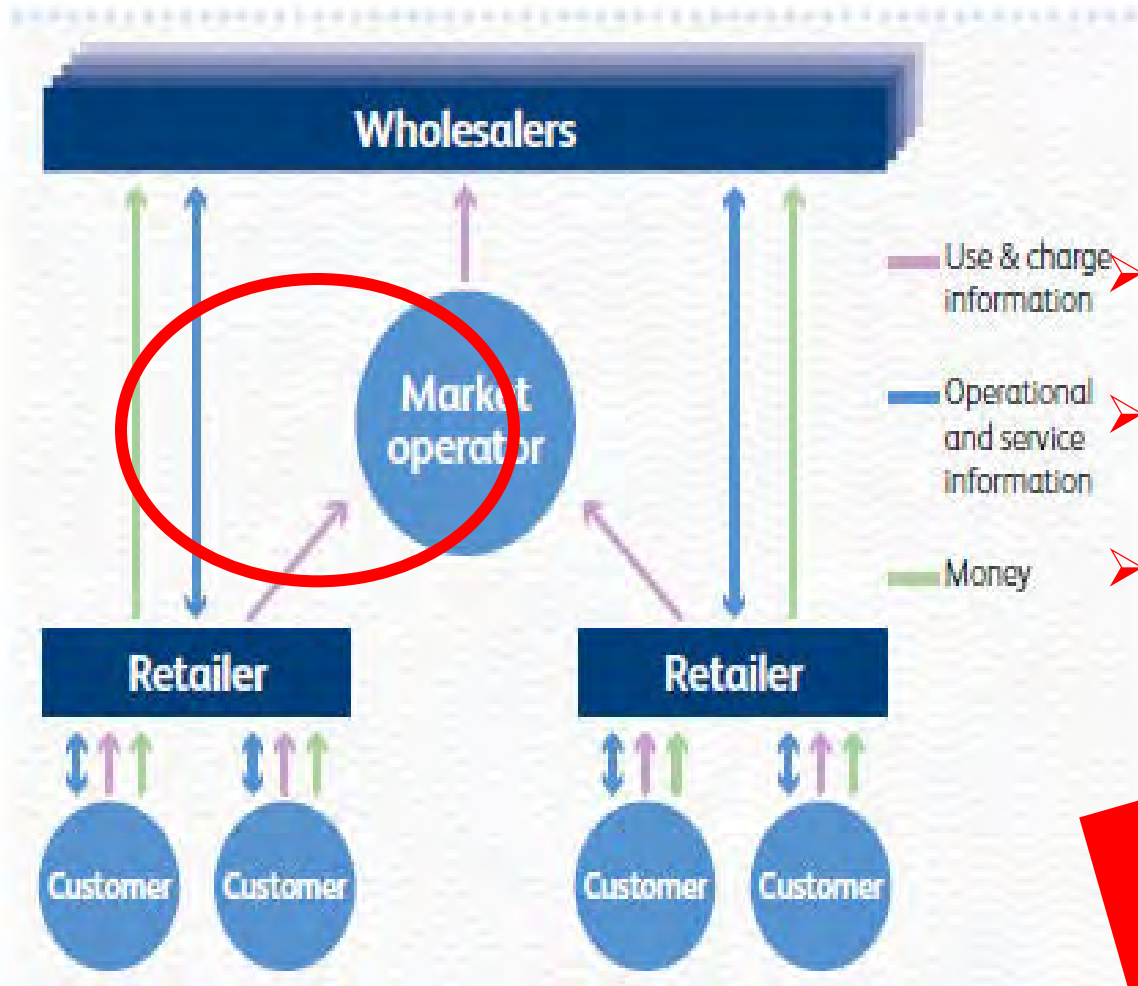 Wholesalers
Use & charge
information
Market
operator
Operational
and service
information
Money
Retailer
Retailer
Customer
Customer
Customer
Customer